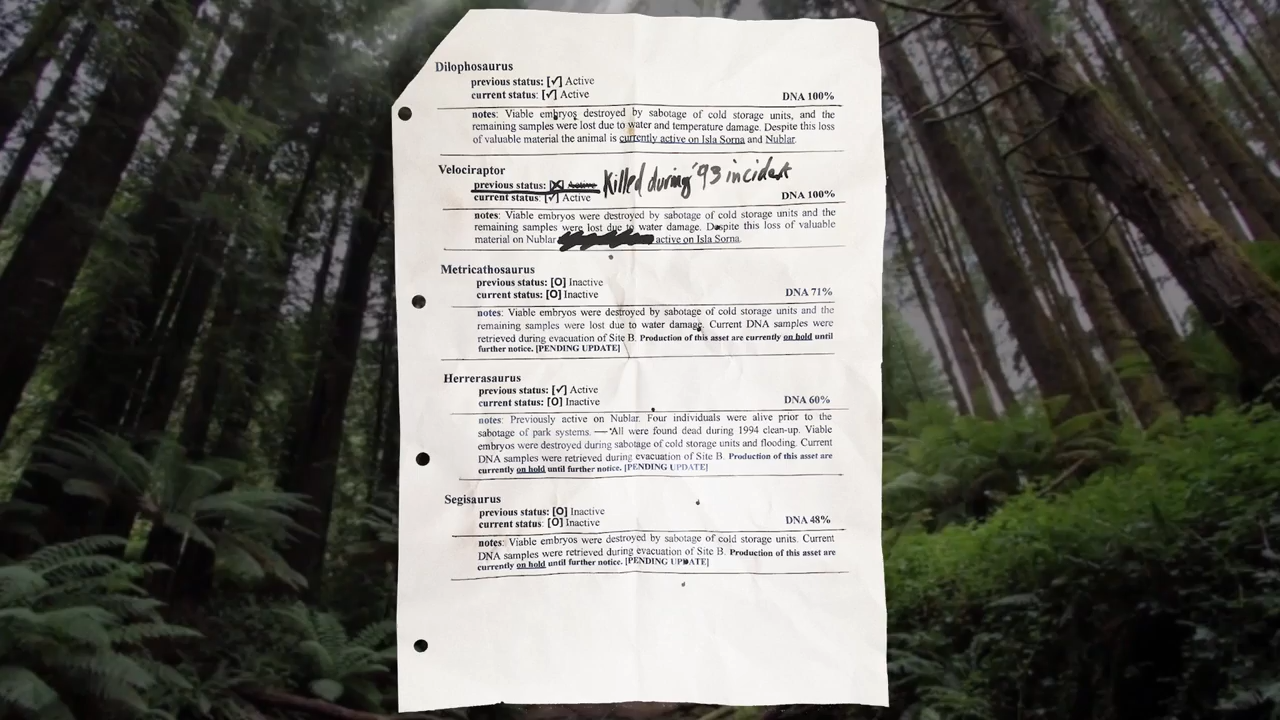 Dilophosaurus
previous status: [✓] Active
current status: [✓] Active
DNA 100%
notes: Viable embryos destroyed by sabotage of cold storage units, and the
remaining samples were lost due to water and temperature damage. Despite this loss
of valuable material the animal is currently active on Isla Sorna and Nublar.
Velociraptor
previous status: [X] Active Killed during '93 incident
current status: [✓] Active
DNA 100%
notes: Viable embryos were destroyed by sabotage of cold storage units and the
remaining samples were lost due to water damage. Despite this loss of valuable
material on Nublar active on Isla Sorna.
Metricathosaurus
previous status: [O] Inactive
current status: [O] Inactive
DNA 71%
notes: Viable embryos were destroyed by sabotage of cold storage units and the
remaining samples were lost due to water damage. Current DNA samples were
retrieved during evacuation of Site B. Production of this asset are currently on hold until
further notice. [PENDING UPDATE]
Herrerasaurus
previous status: [✓] Active
current status: [O] Inactive
DNA 60%
notes: Previously active on Nublar. Four individuals were alive prior to the
sabotage of park systems. — 'All were found dead during 1994 clean-up. Viable
embryos were destroyed during sabotage of cold storage units and flooding. Current
DNA samples were retrieved during evacuation of Site B. Production of this asset are
currently on hold until further notice. [PENDING UPDATE]
Segisaurus
previous status: [O] Inactive
current status: [O] Inactive
DNA 48%
notes: Viable embryos were destroyed by sabotage of cold storage units. Current
DNA samples were retrieved during evacuation of Site B. Production of this asset are
currently on hold until further notice. [PENDING UPDATE]